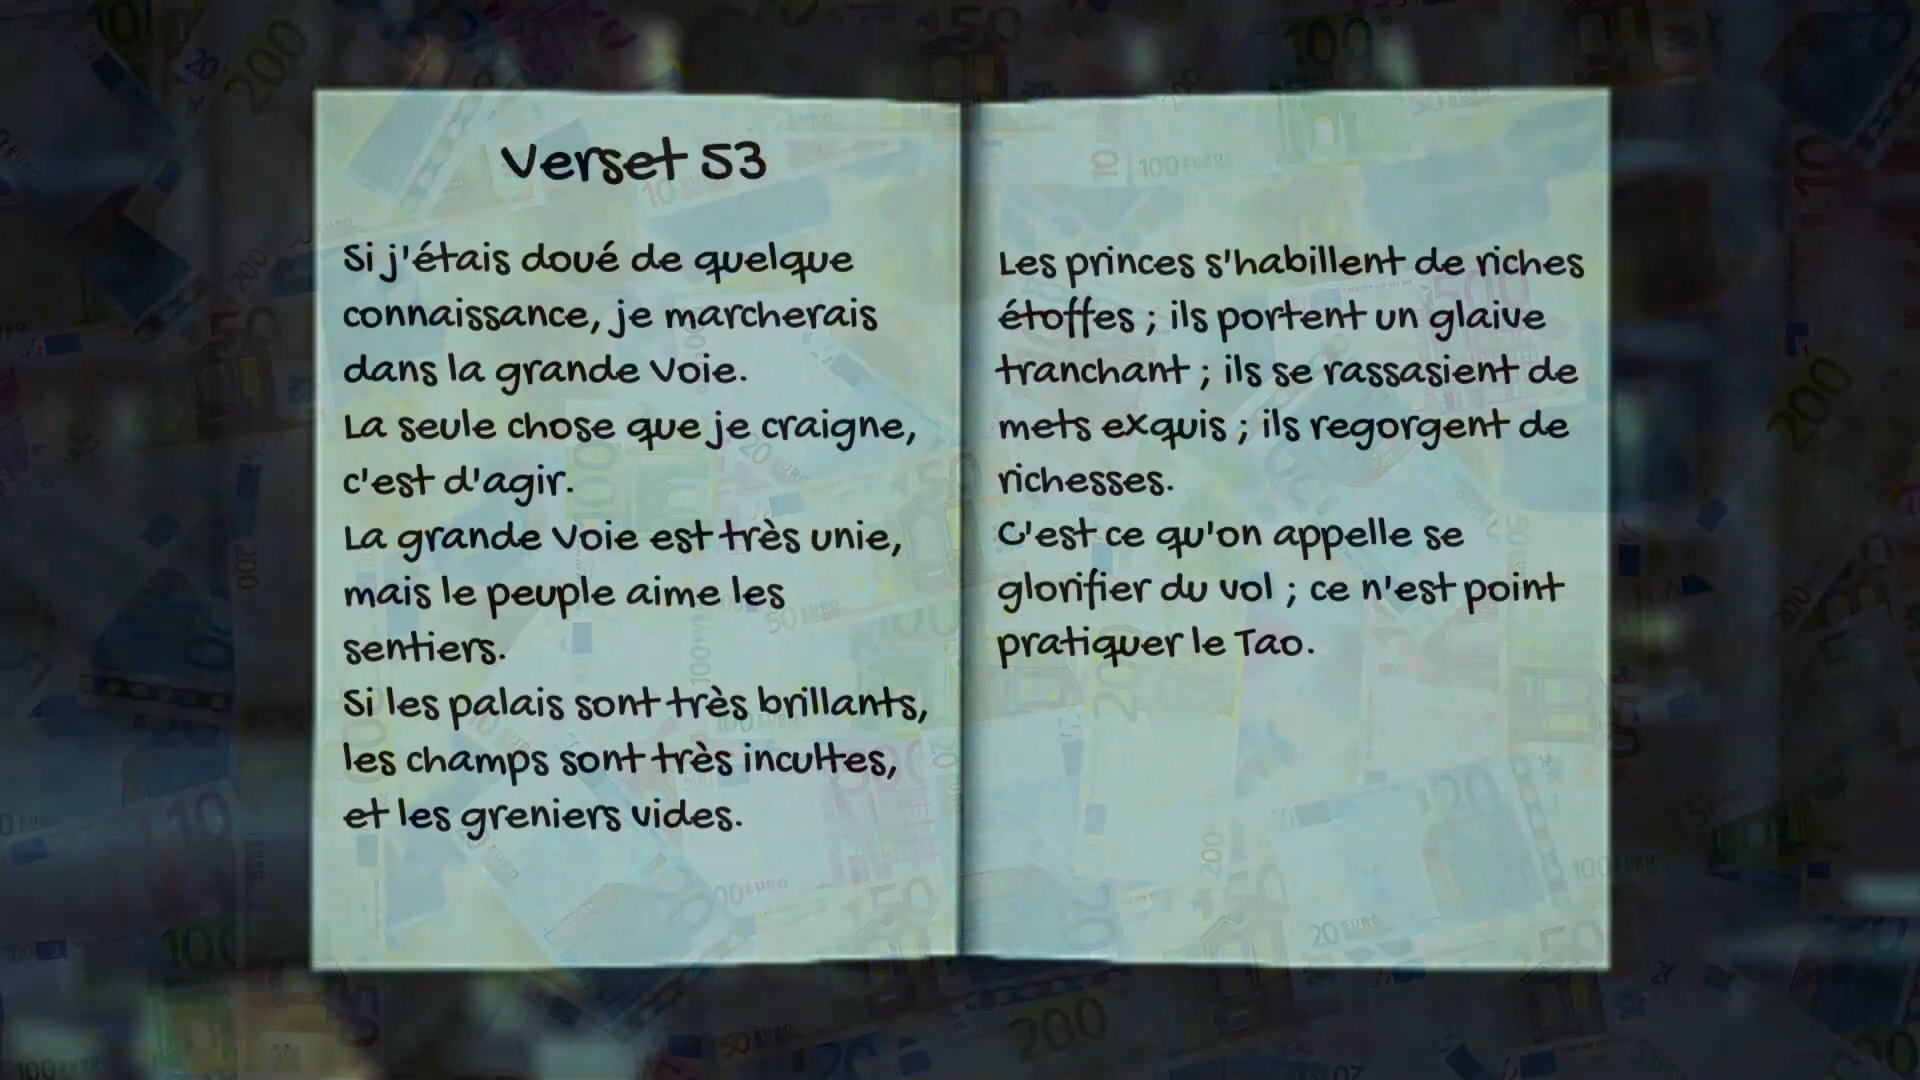 Verset 53
Si j'étais doué de quelque
connaissance, je marcherais
dans la grande Voie.
La seule chose que je craigne,
c'est d'agir.
La grande Voie est très unie,
mais le peuple aime les
sentiers.
Si les palais sont très brillants,
les champs sont très incultes,
et les greniers vides.
Les princes s'habillent de riches
étoffes ; ils portent un glaive
tranchant ; ils se rassasient de
mets exquis ; ils regorgent de
richesses.
C'est ce qu'on appelle se
glorifier du vol ; ce n'est point
pratiquer le Tao.